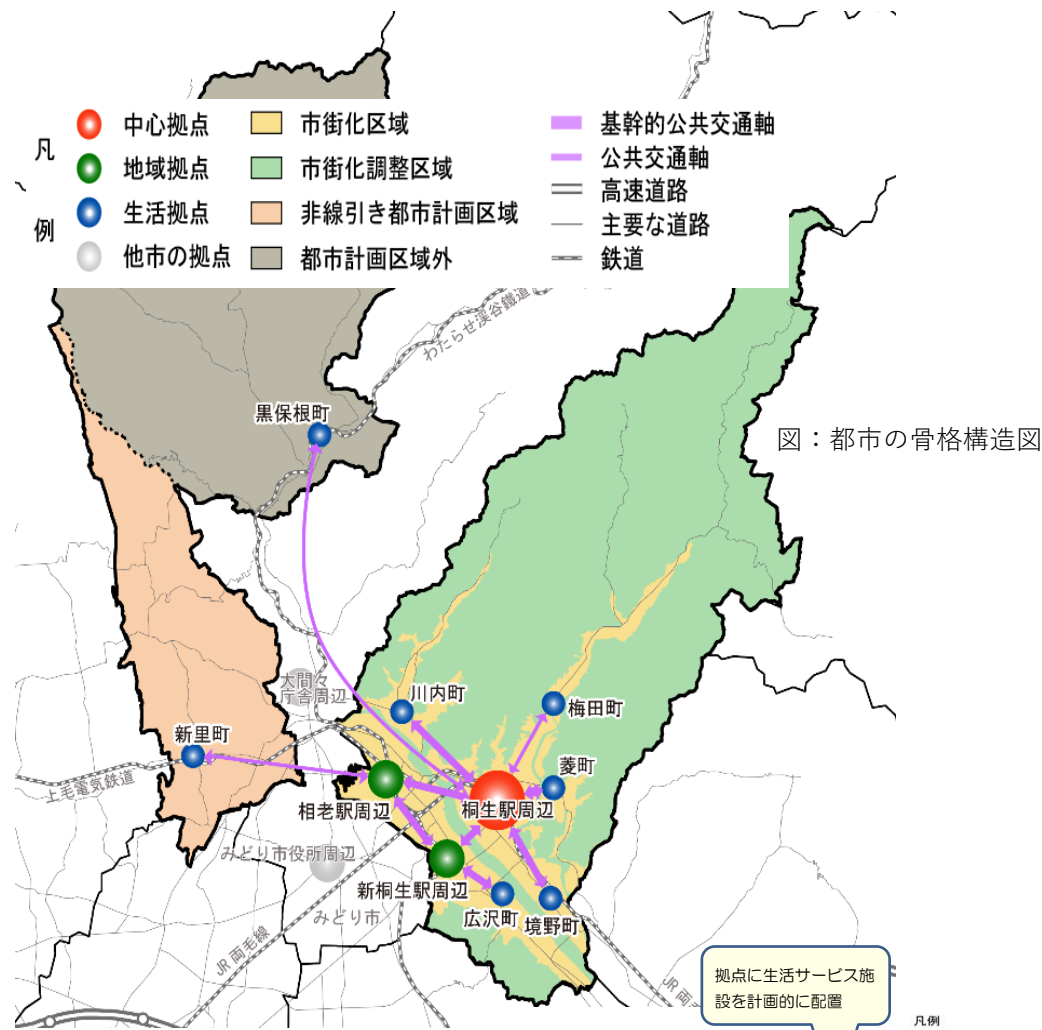 凡
例
中心拠点
地域拠点
生活拠点
他市の拠点
市街化区域
市街化調整区域
非線引き都市計画区域
都市計画区域外
基幹的公共交通軸
公共交通軸
高速道路
主要な道路
鉄道
わたらせ渓谷鐵道
黒保根町
図：都市の骨格構造図
大間々
庁舎周辺
川内町
梅田町
新里町
菱町
上毛電気鉄道
相老駅周辺
桐生駅周辺
みどり市役所周辺
新桐生駅周辺
みどり市
広沢町
境野町
JR 両毛線
JR 両
拠点に生活サービス施
設を計画的に配置
凡例